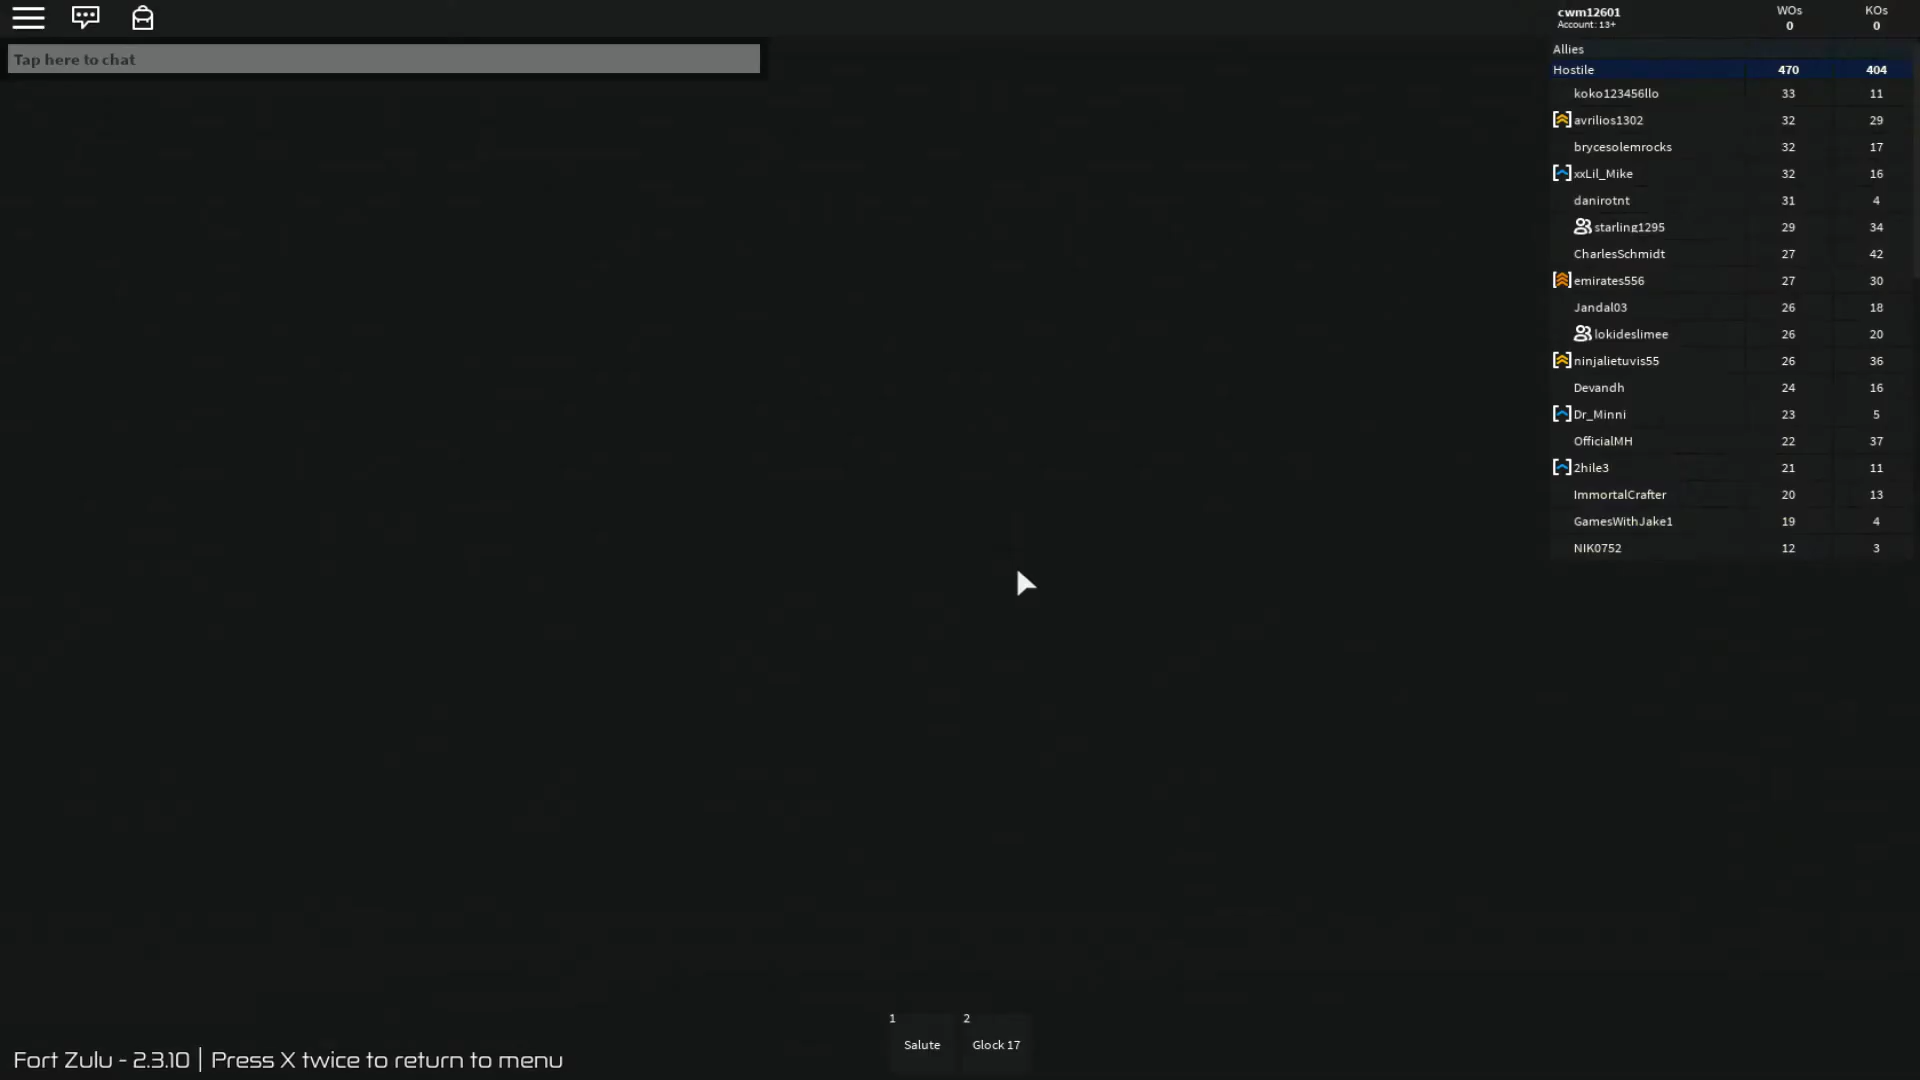 Tap here to chat
cwm12601 WOs KOs
Account: 13+ 0 0
Allies
Hostile 470 404
koko123456llo 33 11
avrilios1302 32 29
brycesolemrocks 32 17
xxLil_Mike 32 16
danirotnt 31 4
starling1295 29 34
CharlesSchmidt 27 42
emirates556 27 30
Jandal03 26 18
lokideslimee 26 20
ninjalietuvis55 26 36
Devandh 24 16
Dr_Minni 23 5
OfficialMH 22 37
2hile3 21 11
ImmortalCrafter 20 13
GamesWithJake1 19 4
NIK0752 12 3
1 2
Salute Glock 17
Fort Zulu - 2.3.10 | Press X twice to return to menu